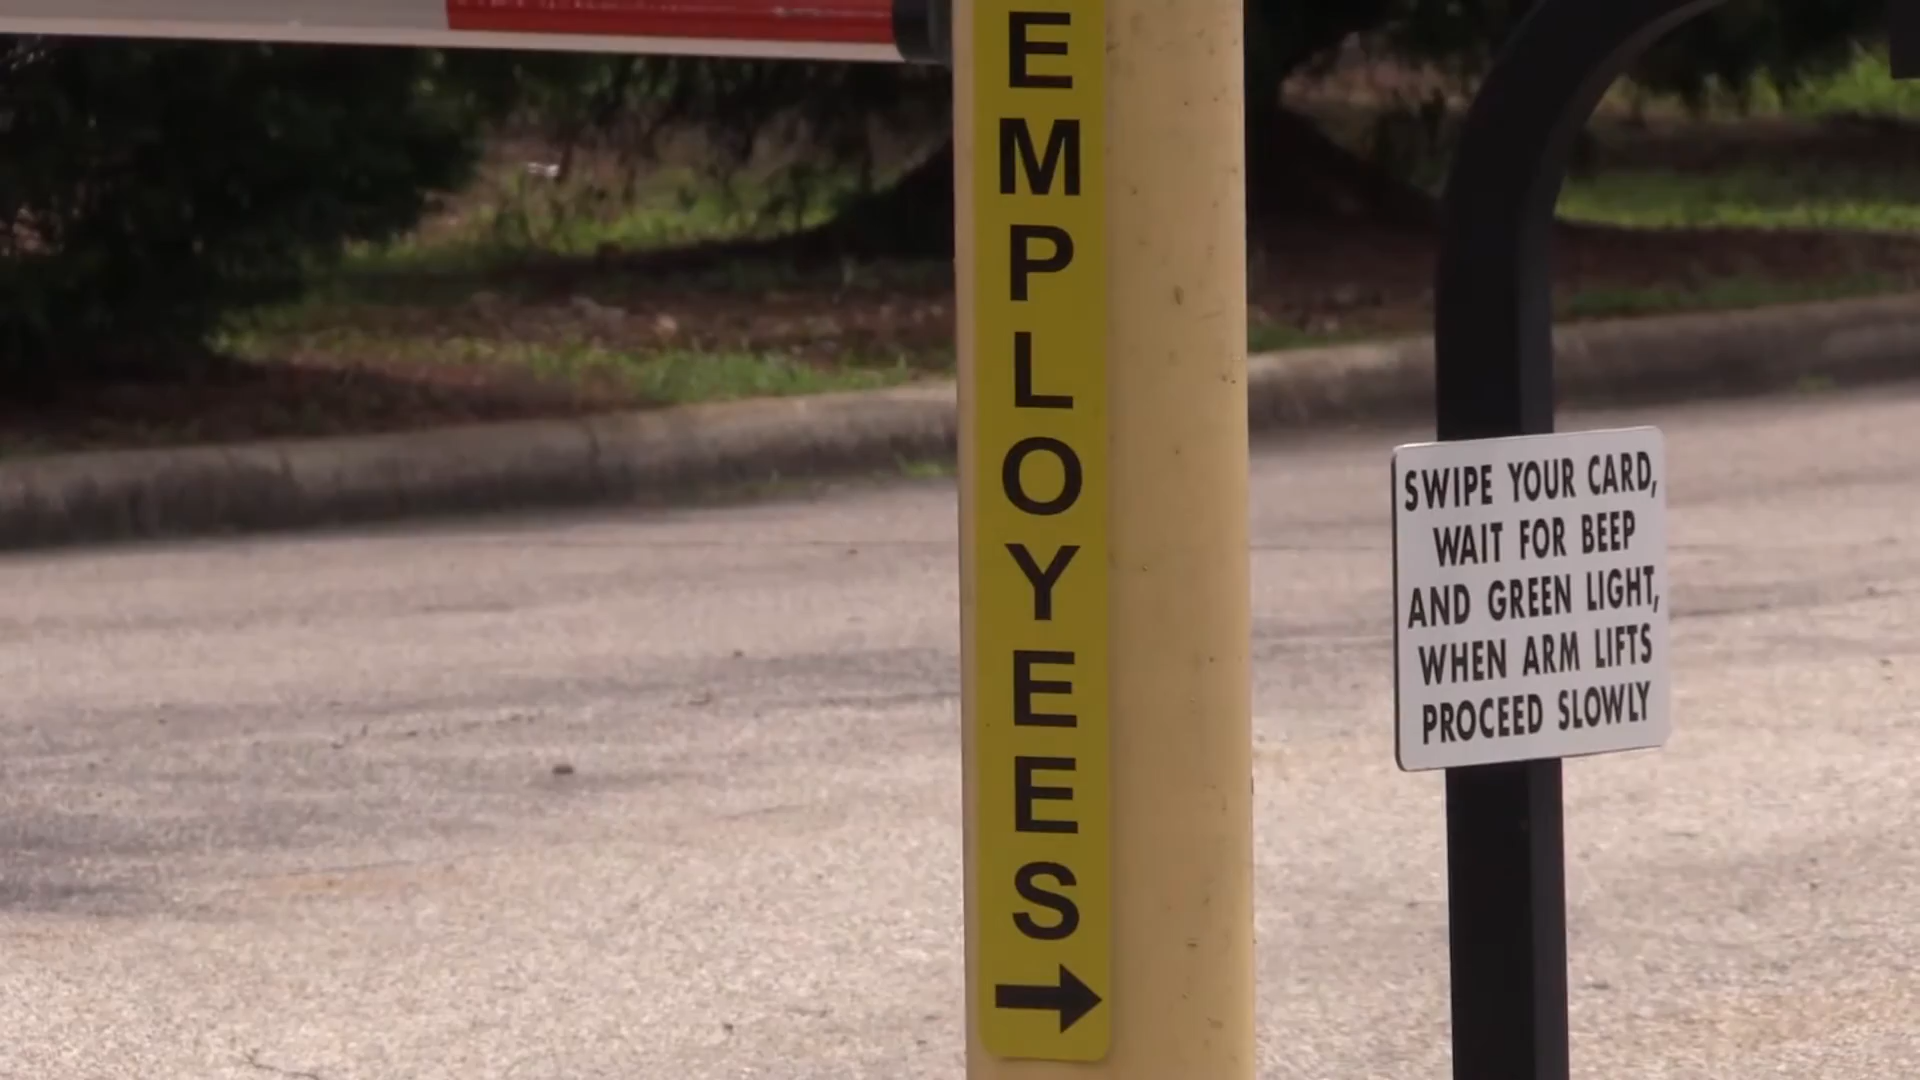 EMPLOYEES
SWIPE YOUR CARD,
WAIT FOR BEEP
AND GREEN LIGHT,
WHEN ARM LIFTS
PROCEED SLOWLY